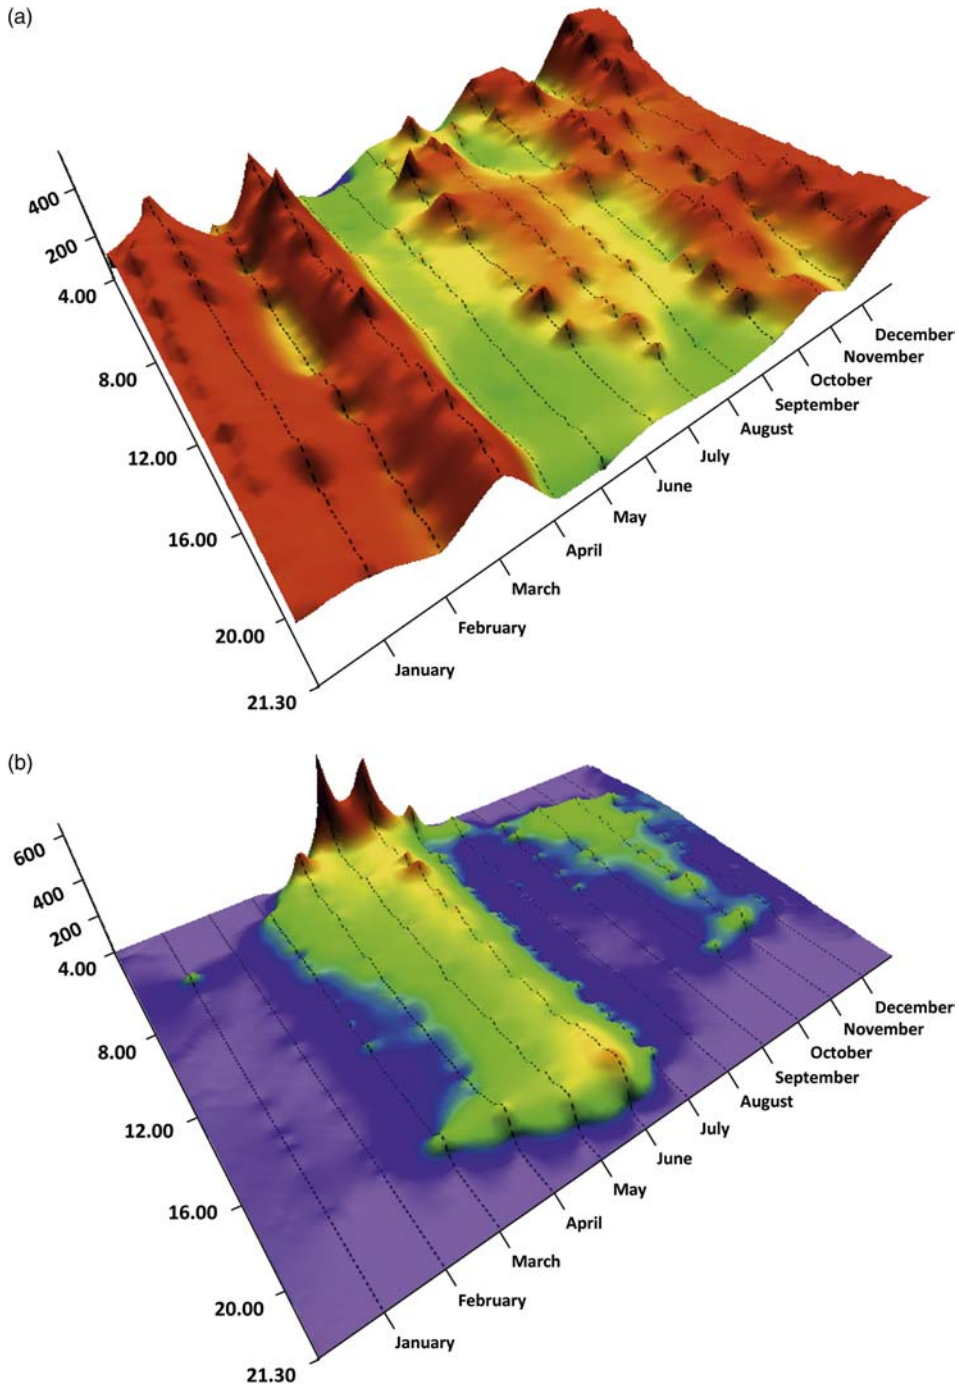 (a)
400
200
4.00
8.00
12.00
16.00
20.00
21.30
January
February
March
April
May
June
July
August
September
October
November
December
(b)
600
400
200
4.00
8.00
12.00
16.00
20.00
21.30
January
February
March
April
May
June
July
August
September
October
November
December